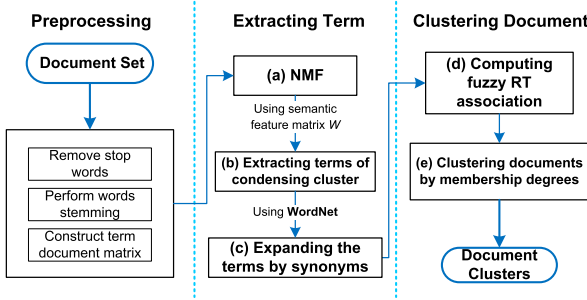 Preprocessing
Document Set
Remove stop
words
Perform words
stemming
Construct term
document matrix
Extracting Term
(a) NMF
Using semantic
feature matrix W
(b) Extracting terms of
condensing cluster
Using WordNet
(c) Expanding the
terms by synonyms
Clustering Document
(d) Computing
fuzzy RT
association
(e) Clustering documents
by membership degrees
Document
Clusters